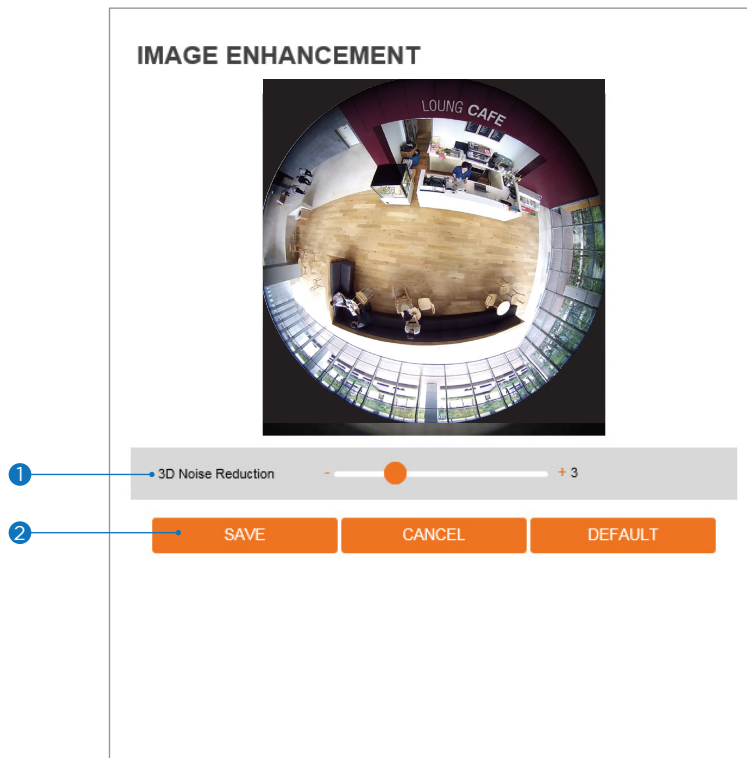 IMAGE ENHANCEMENT
LOUNG CAFE
1 3D Noise Reduction - + 3
2 SAVE CANCEL DEFAULT